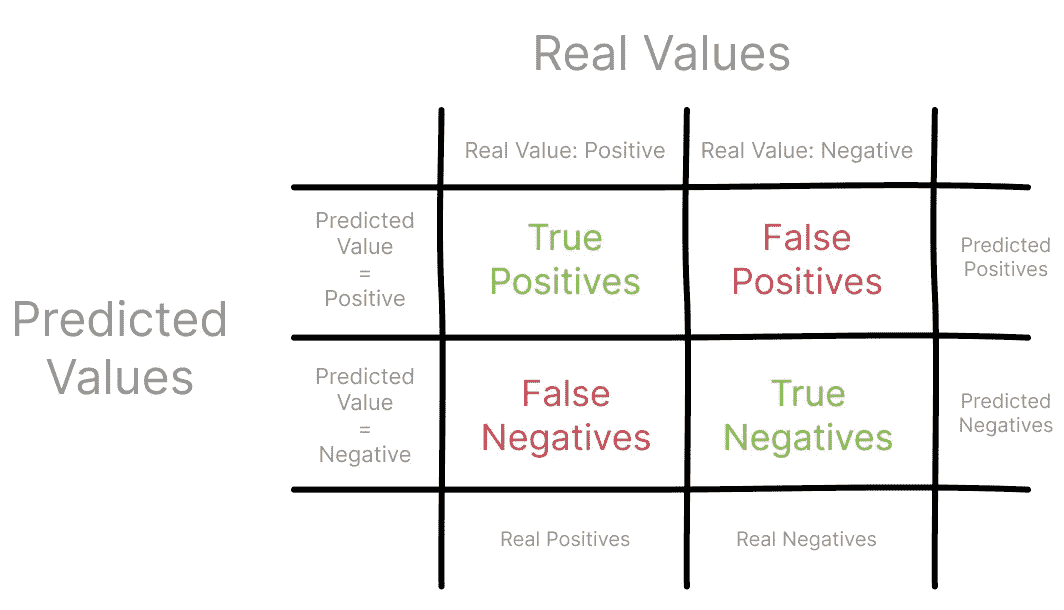 Real Values
Real Value: Positive
Real Value: Negative
Predicted
Value
=
Positive
True
Positives
False
Positives
Predicted
Positives
Predicted
Values
Predicted
Value
=
Negative
False
Negatives
True
Negatives
Predicted
Negatives
Real Positives
Real Negatives